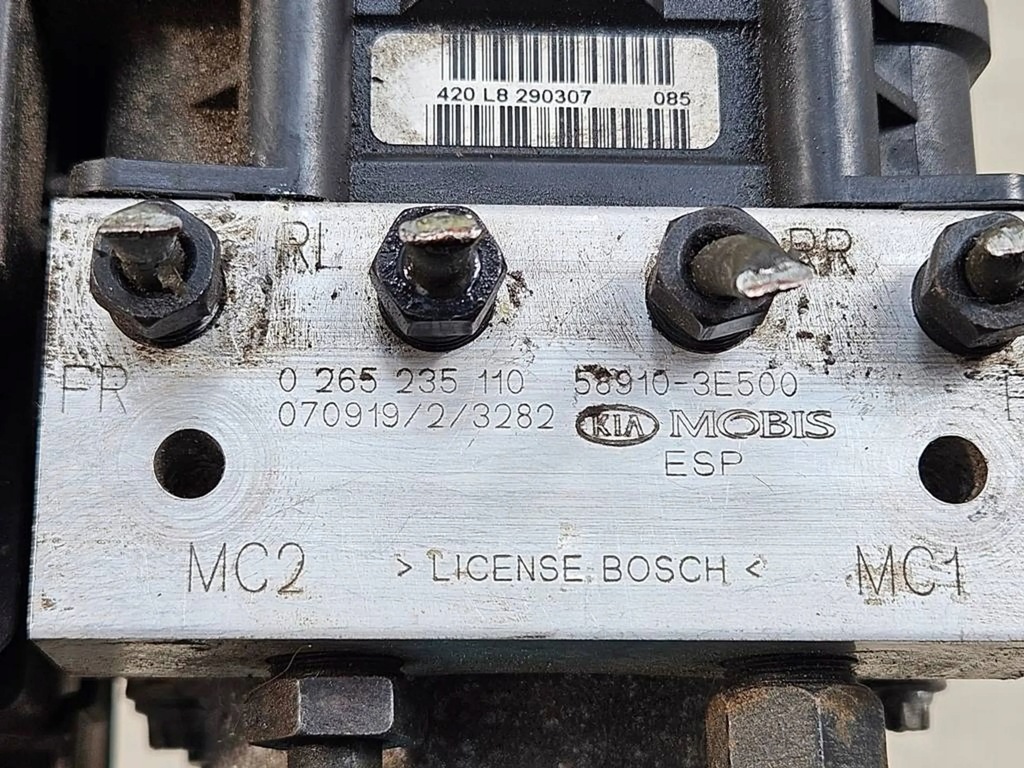 420 L8 290307 085
RL RR
FR
0 265 235 110 58910-3E500
070919/2/3282 KIA MOBIS
ESP
MC2 > LICENSE BOSCH < MC1